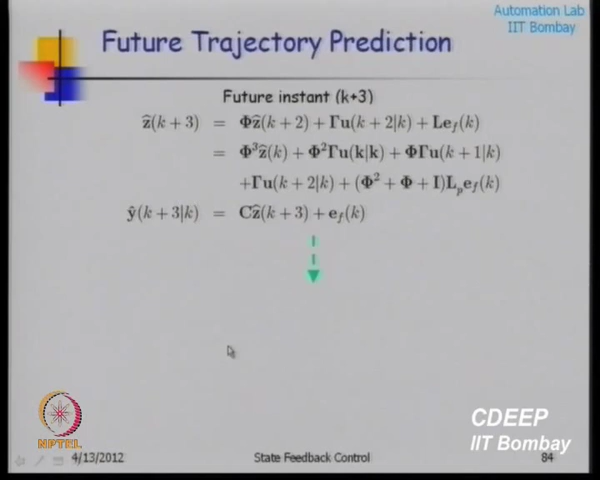 Automation Lab
IIT Bombay
Future Trajectory Prediction
Future instant (k+3)
ẑ(k + 3) = Φẑ(k + 2) + Γu(k + 2|k) + Le_f(k)
= Φ³ẑ(k) + Φ²Γu(k|k) + ΦΓu(k + 1|k)
+Γu(k + 2|k) + (Φ² + Φ + I)L_p e_f(k)
ŷ(k + 3|k) = Cẑ(k + 3) + e_f(k)
NPTEL
CDEEP
IIT Bombay
4/13/2012 State Feedback Control 84